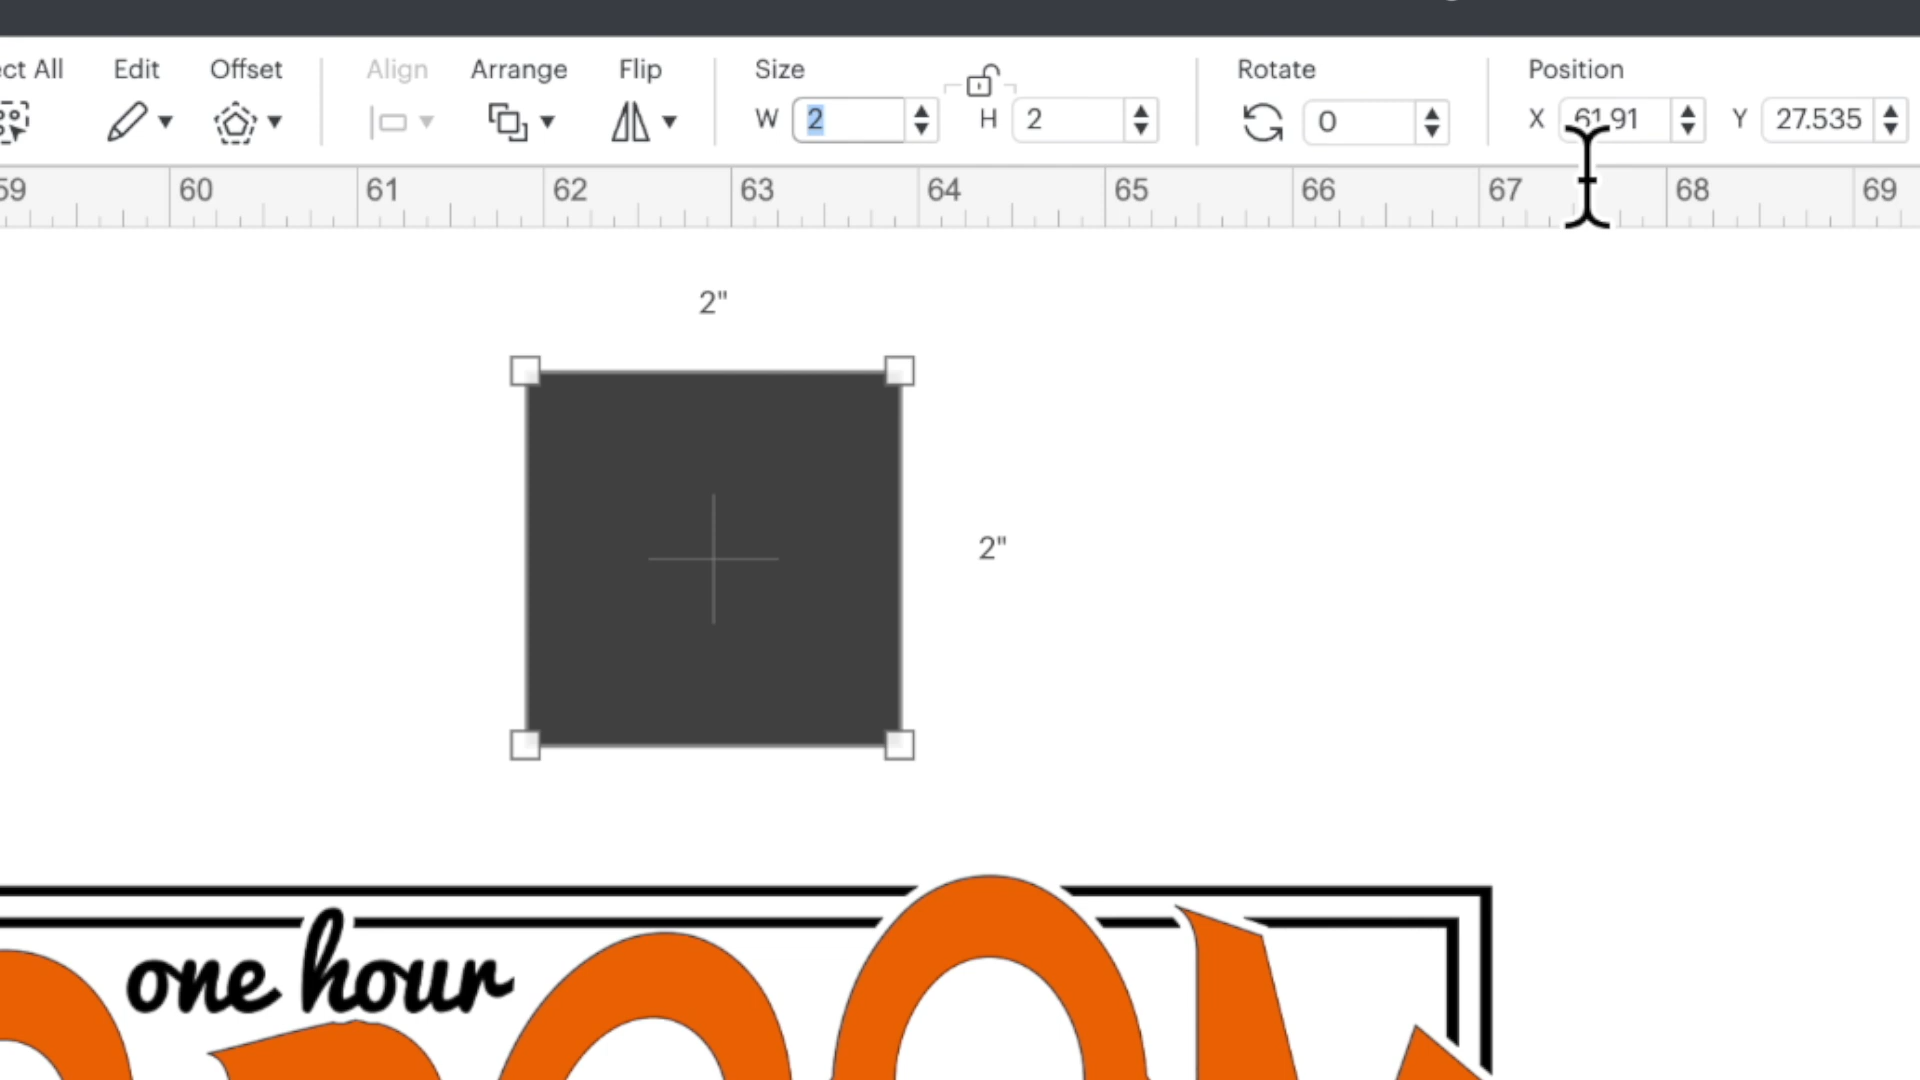 ect All Edit Offset Align Arrange Flip Size Rotate Position
W 2 H 2 0 X 61.91 Y 27.535
59 60 61 62 63 64 65 66 67 68 69
2"
2"
one hour